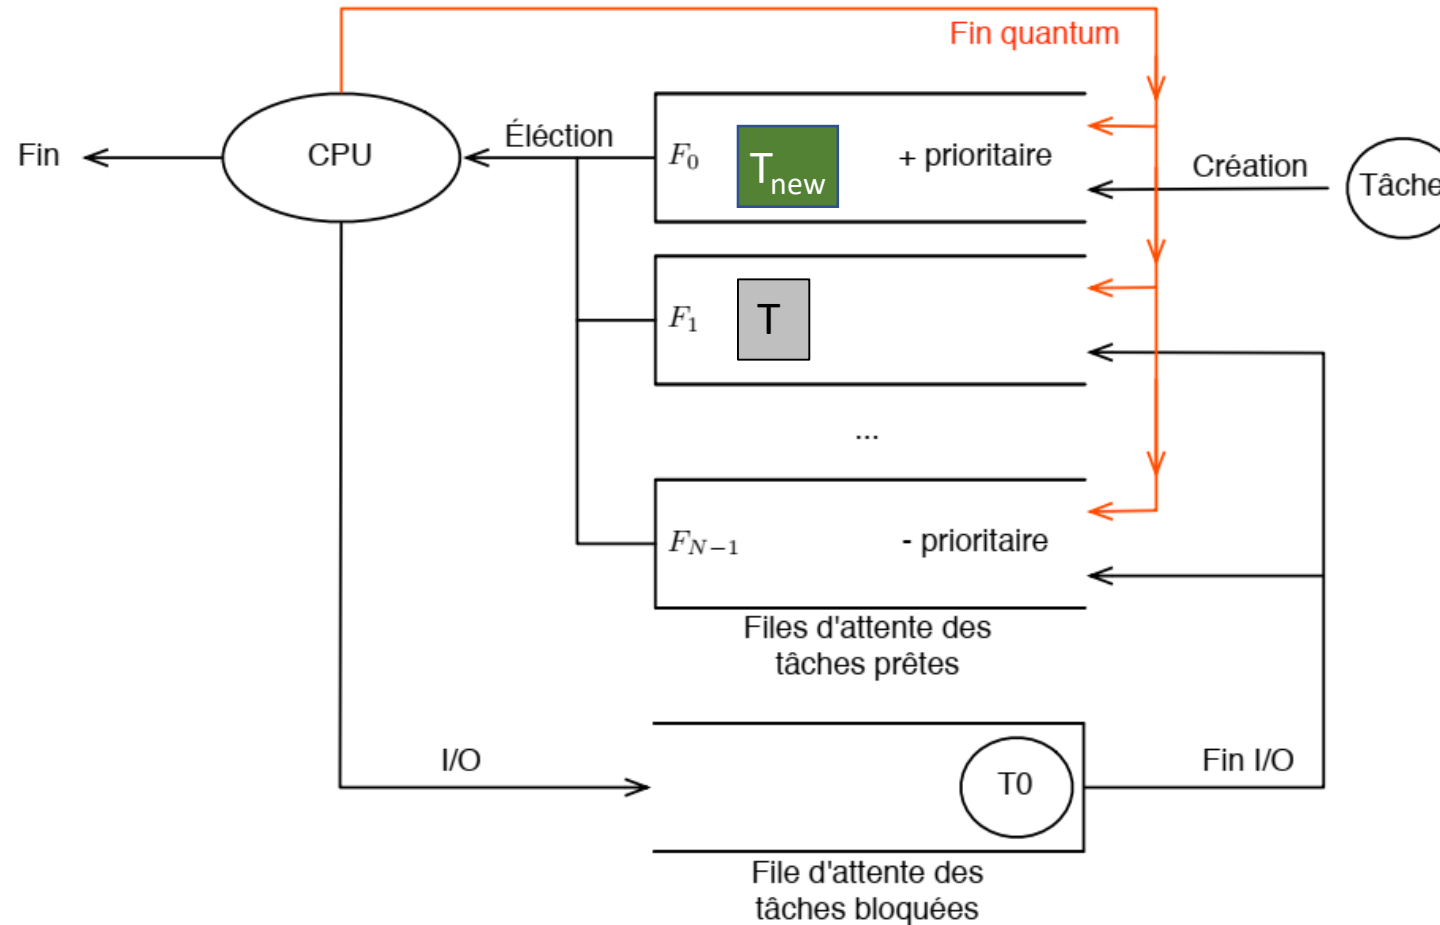 Fin quantum
Fin
CPU
Éléction
F0
Tnew
+ prioritaire
Création
Tâche
F1
T
...
FN−1
- prioritaire
Files d'attente des
tâches prêtes
I/O
T0
Fin I/O
File d'attente des
tâches bloquées